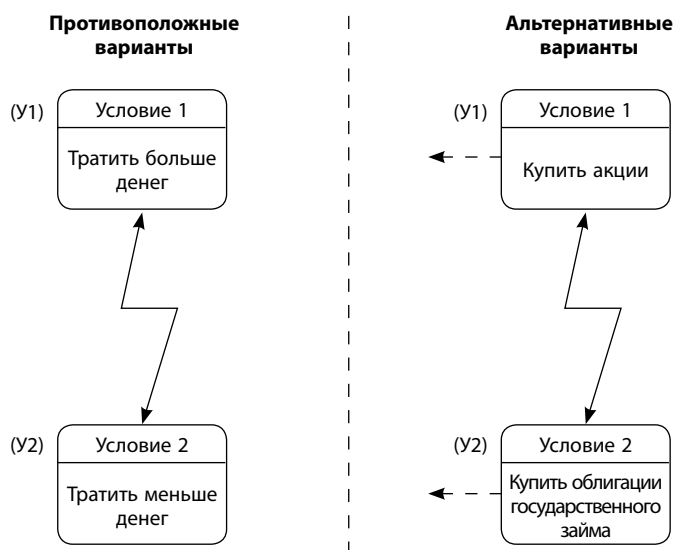 Противоположные
варианты
(У1)
Условие 1
Тратить больше
денег
(У2)
Условие 2
Тратить меньше
денег
Альтернативные
варианты
(У1)
Условие 1
Купить акции
(У2)
Условие 2
Купить облигации
государственного
займа